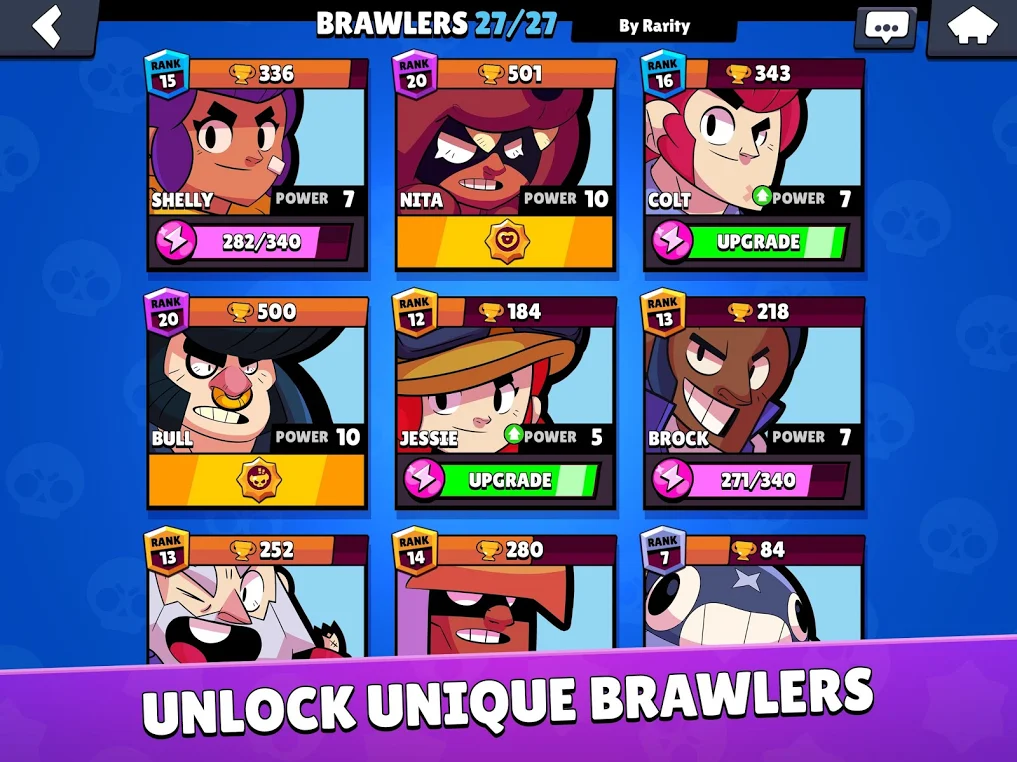 BRAWLERS 27/27
By Rarity
RANK 15 336
RANK 20 501
RANK 16 343
SHELLY POWER 7
NITA POWER 10
COLT POWER 7
282/340
UPGRADE
RANK 20 500
RANK 12 184
RANK 13 218
BULL POWER 10
JESSIE POWER 5
BROCK POWER 7
UPGRADE
271/340
RANK 13 252
RANK 14 280
RANK 7 84
UNLOCK UNIQUE BRAWLERS